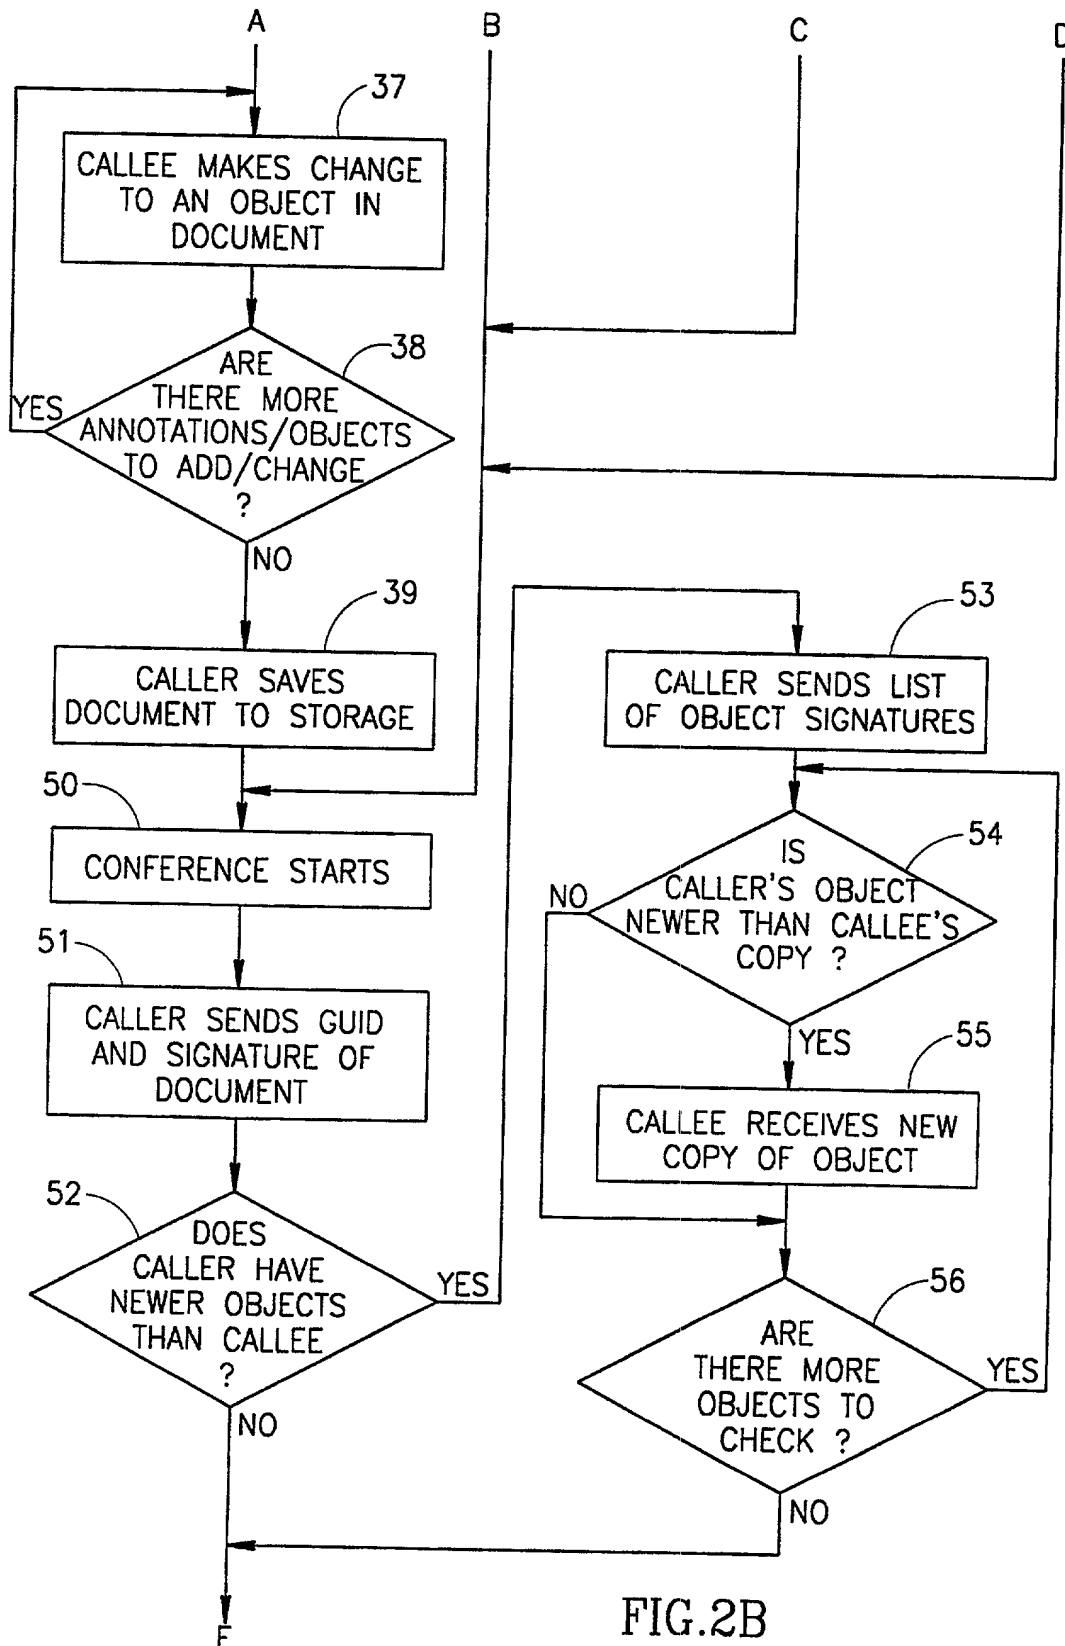 A
B
C
D
37
CALLEE MAKES CHANGE
TO AN OBJECT IN
DOCUMENT
38
ARE
THERE MORE
ANNOTATIONS/OBJECTS
TO ADD/CHANGE
?
YES
NO
39
CALLER SAVES
DOCUMENT TO STORAGE
50
CONFERENCE STARTS
51
CALLER SENDS GUID
AND SIGNATURE OF
DOCUMENT
52
DOES
CALLER HAVE
NEWER OBJECTS
THAN CALLEE
?
YES
NO
53
CALLER SENDS LIST
OF OBJECT SIGNATURES
54
IS
CALLER'S OBJECT
NEWER THAN CALLEE'S
COPY ?
NO
YES
55
CALLEE RECEIVES NEW
COPY OF OBJECT
56
ARE
THERE MORE
OBJECTS TO
CHECK ?
YES
NO
FIG.2B